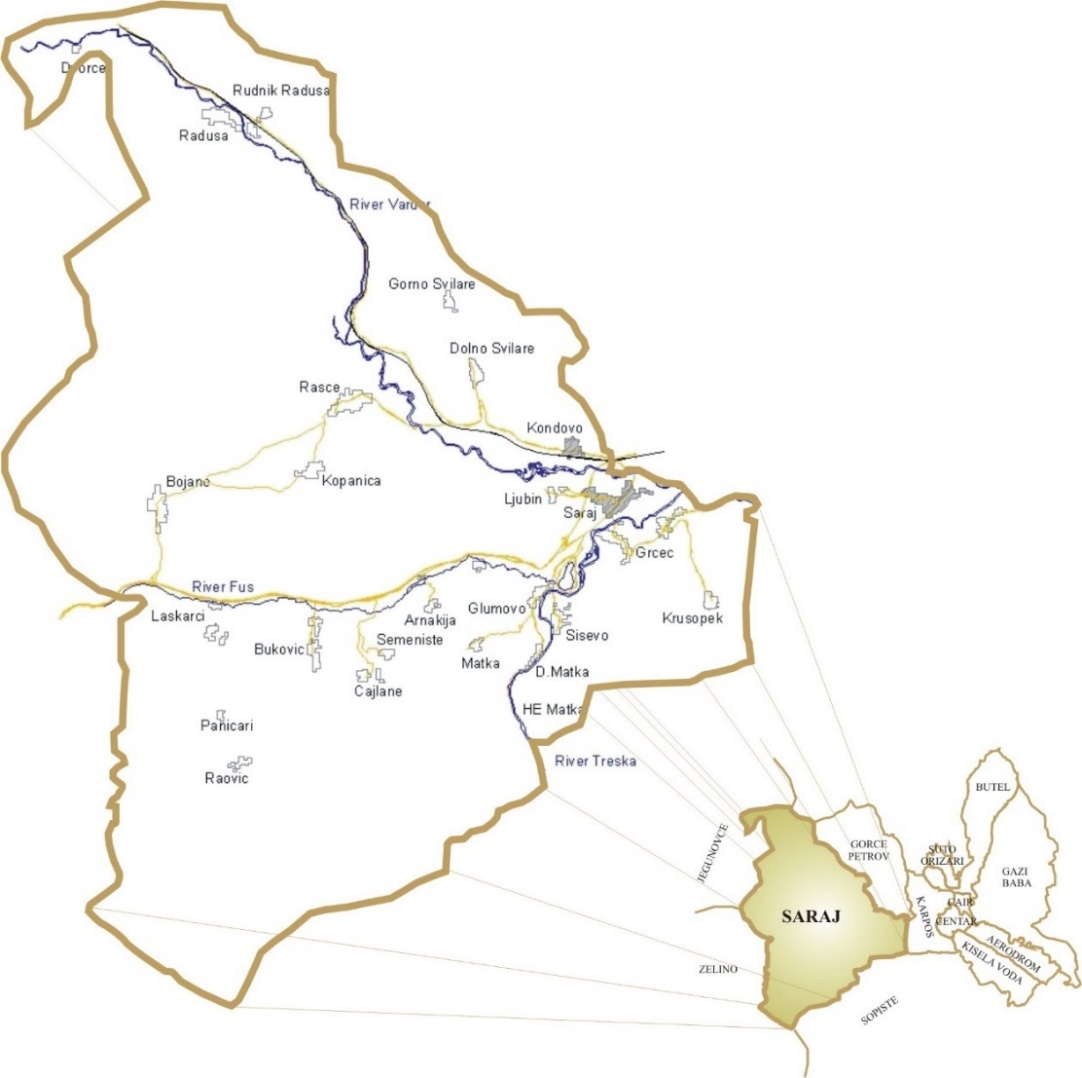 Dvorce
Rudnik Radusa
Radusa
River Vardar
Gorno Svilare
Dolno Svilare
Rasce
Kondovo
Bojane
Kopanica
Ljubin
Saraj
Grcec
River Fus
Laskarci
Arnakija
Glumovo
Krusopek
Bukovic
Semeniste
Sisevo
Matka
D.Matka
Cajlane
HE Matka
Panicari
River Treska
Raovic
BUTEL
JEGUNOVCE
GORCE
PETROV
SUTO
ORIZARI
GAZI
BABA
SARAJ
KARPOS
CAIR
CENTAR
AERODROM
KISELA VODA
ZELINO
SOPISTE